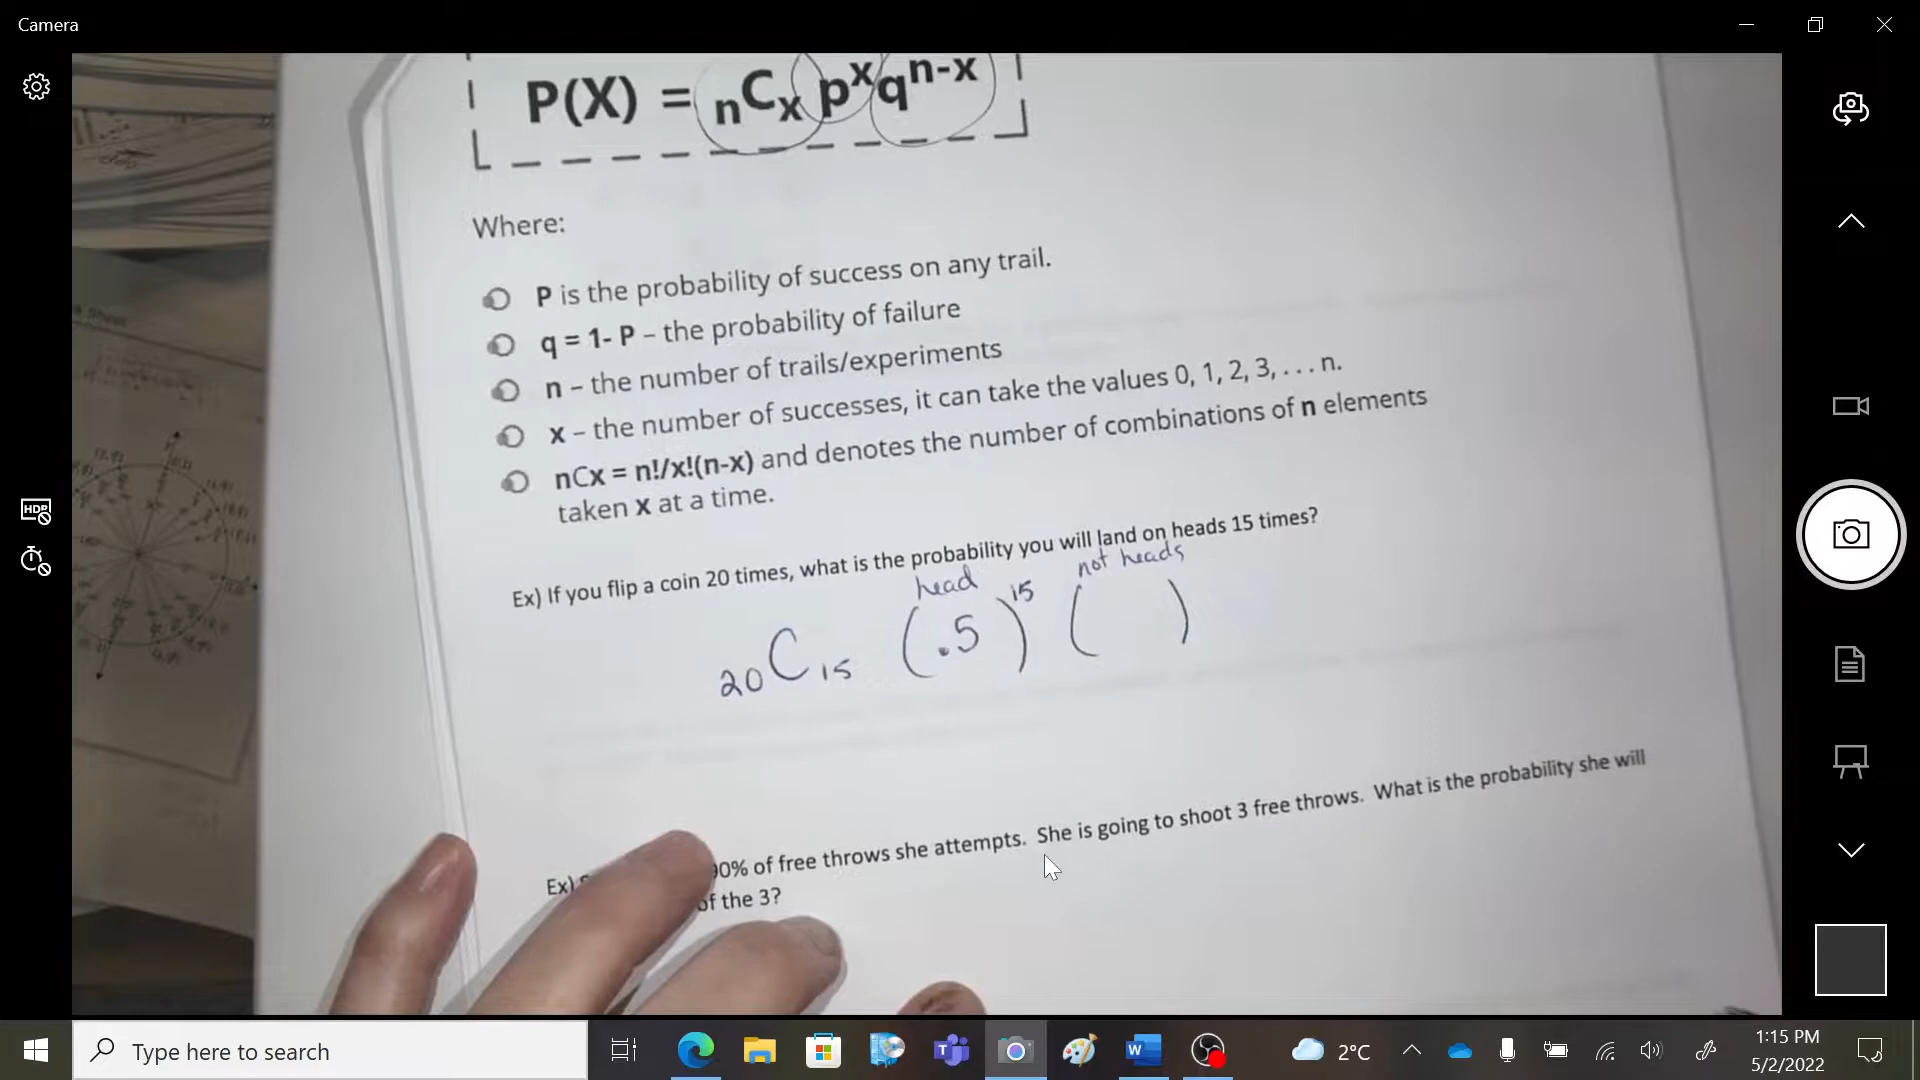 Camera
P(X) = nCx p^x q^n-x
Where:
P is the probability of success on any trail.
q = 1- P – the probability of failure
n – the number of trails/experiments
x – the number of successes, it can take the values 0, 1, 2, 3, . . . n.
nCx = n!/x!(n-x) and denotes the number of combinations of n elements
taken x at a time.
Ex) If you flip a coin 20 times, what is the probability you will land on heads 15 times?
head not heads
20 C 15 (.5)^15 ( )
Ex) 90% of free throws she attempts. She is going to shoot 3 free throws. What is the probability she will
of the 3?
Type here to search
2°C
1:15 PM
5/2/2022